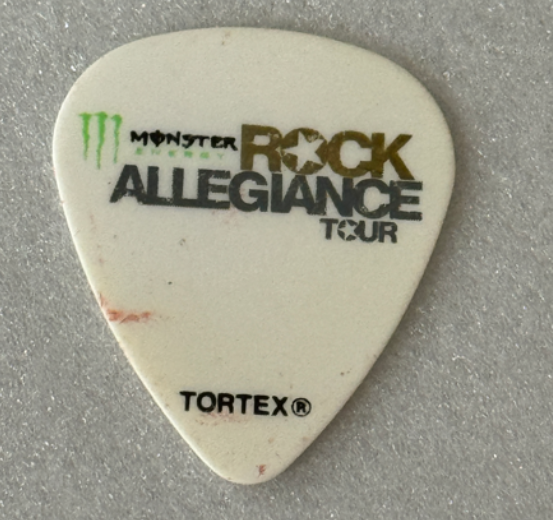 MONSTER ROCK
ENERGY
ALLEGIANCE
TOUR
TORTEX®